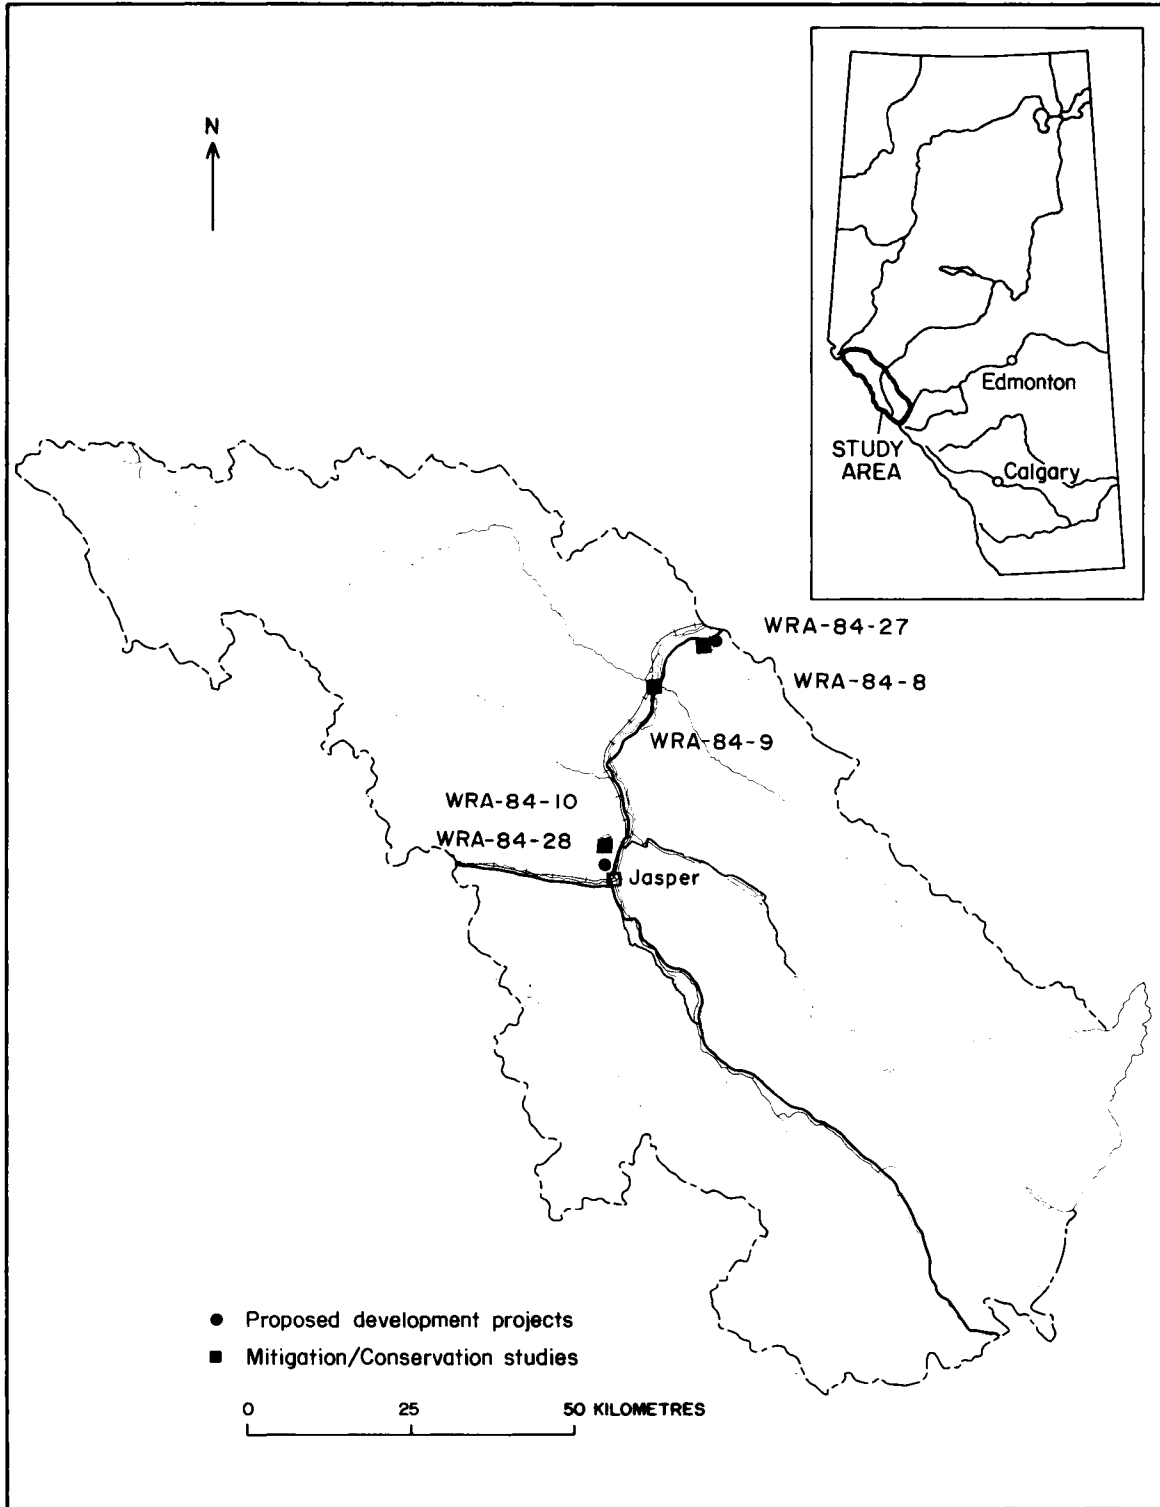 N
Edmonton
STUDY
AREA
Calgary
WRA-84-27
WRA-84-8
WRA-84-9
WRA-84-10
WRA-84-28
Jasper
● Proposed development projects
■ Mitigation/Conservation studies
0 25 50 KILOMETRES